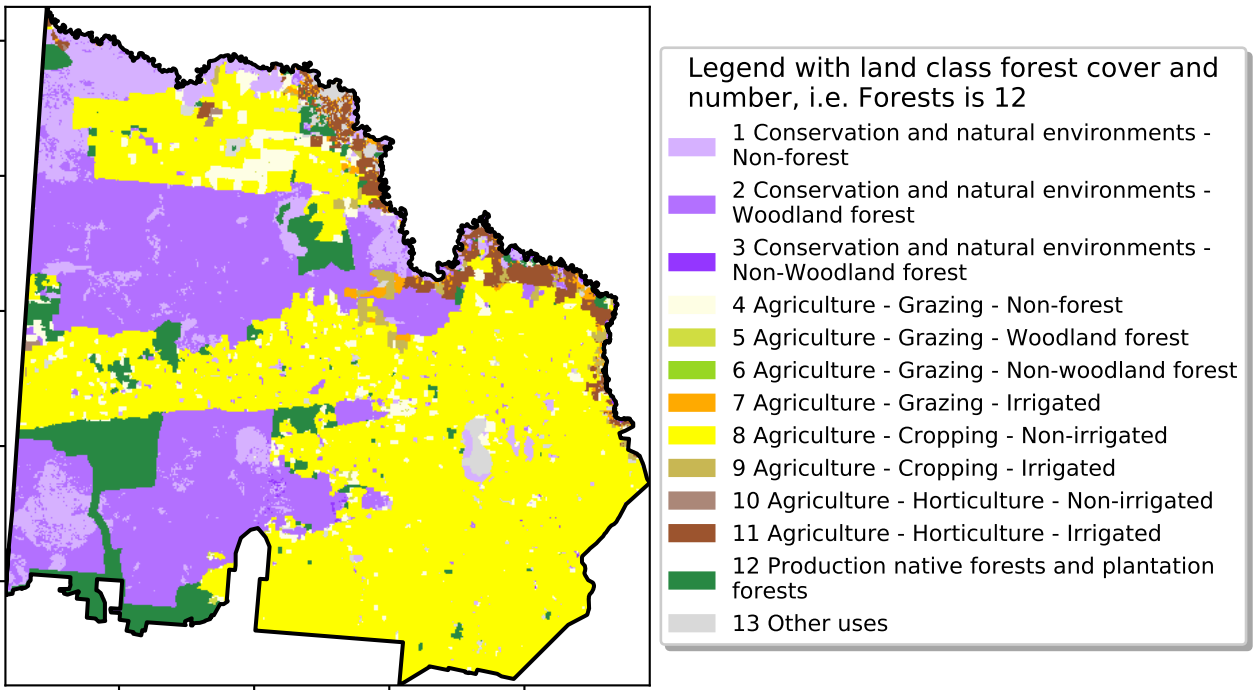 Legend with land class forest cover and
number, i.e. Forests is 12
1 Conservation and natural environments -
Non-forest
2 Conservation and natural environments -
Woodland forest
3 Conservation and natural environments -
Non-Woodland forest
4 Agriculture - Grazing - Non-forest
5 Agriculture - Grazing - Woodland forest
6 Agriculture - Grazing - Non-woodland forest
7 Agriculture - Grazing - Irrigated
8 Agriculture - Cropping - Non-irrigated
9 Agriculture - Cropping - Irrigated
10 Agriculture - Horticulture - Non-irrigated
11 Agriculture - Horticulture - Irrigated
12 Production native forests and plantation
forests
13 Other uses